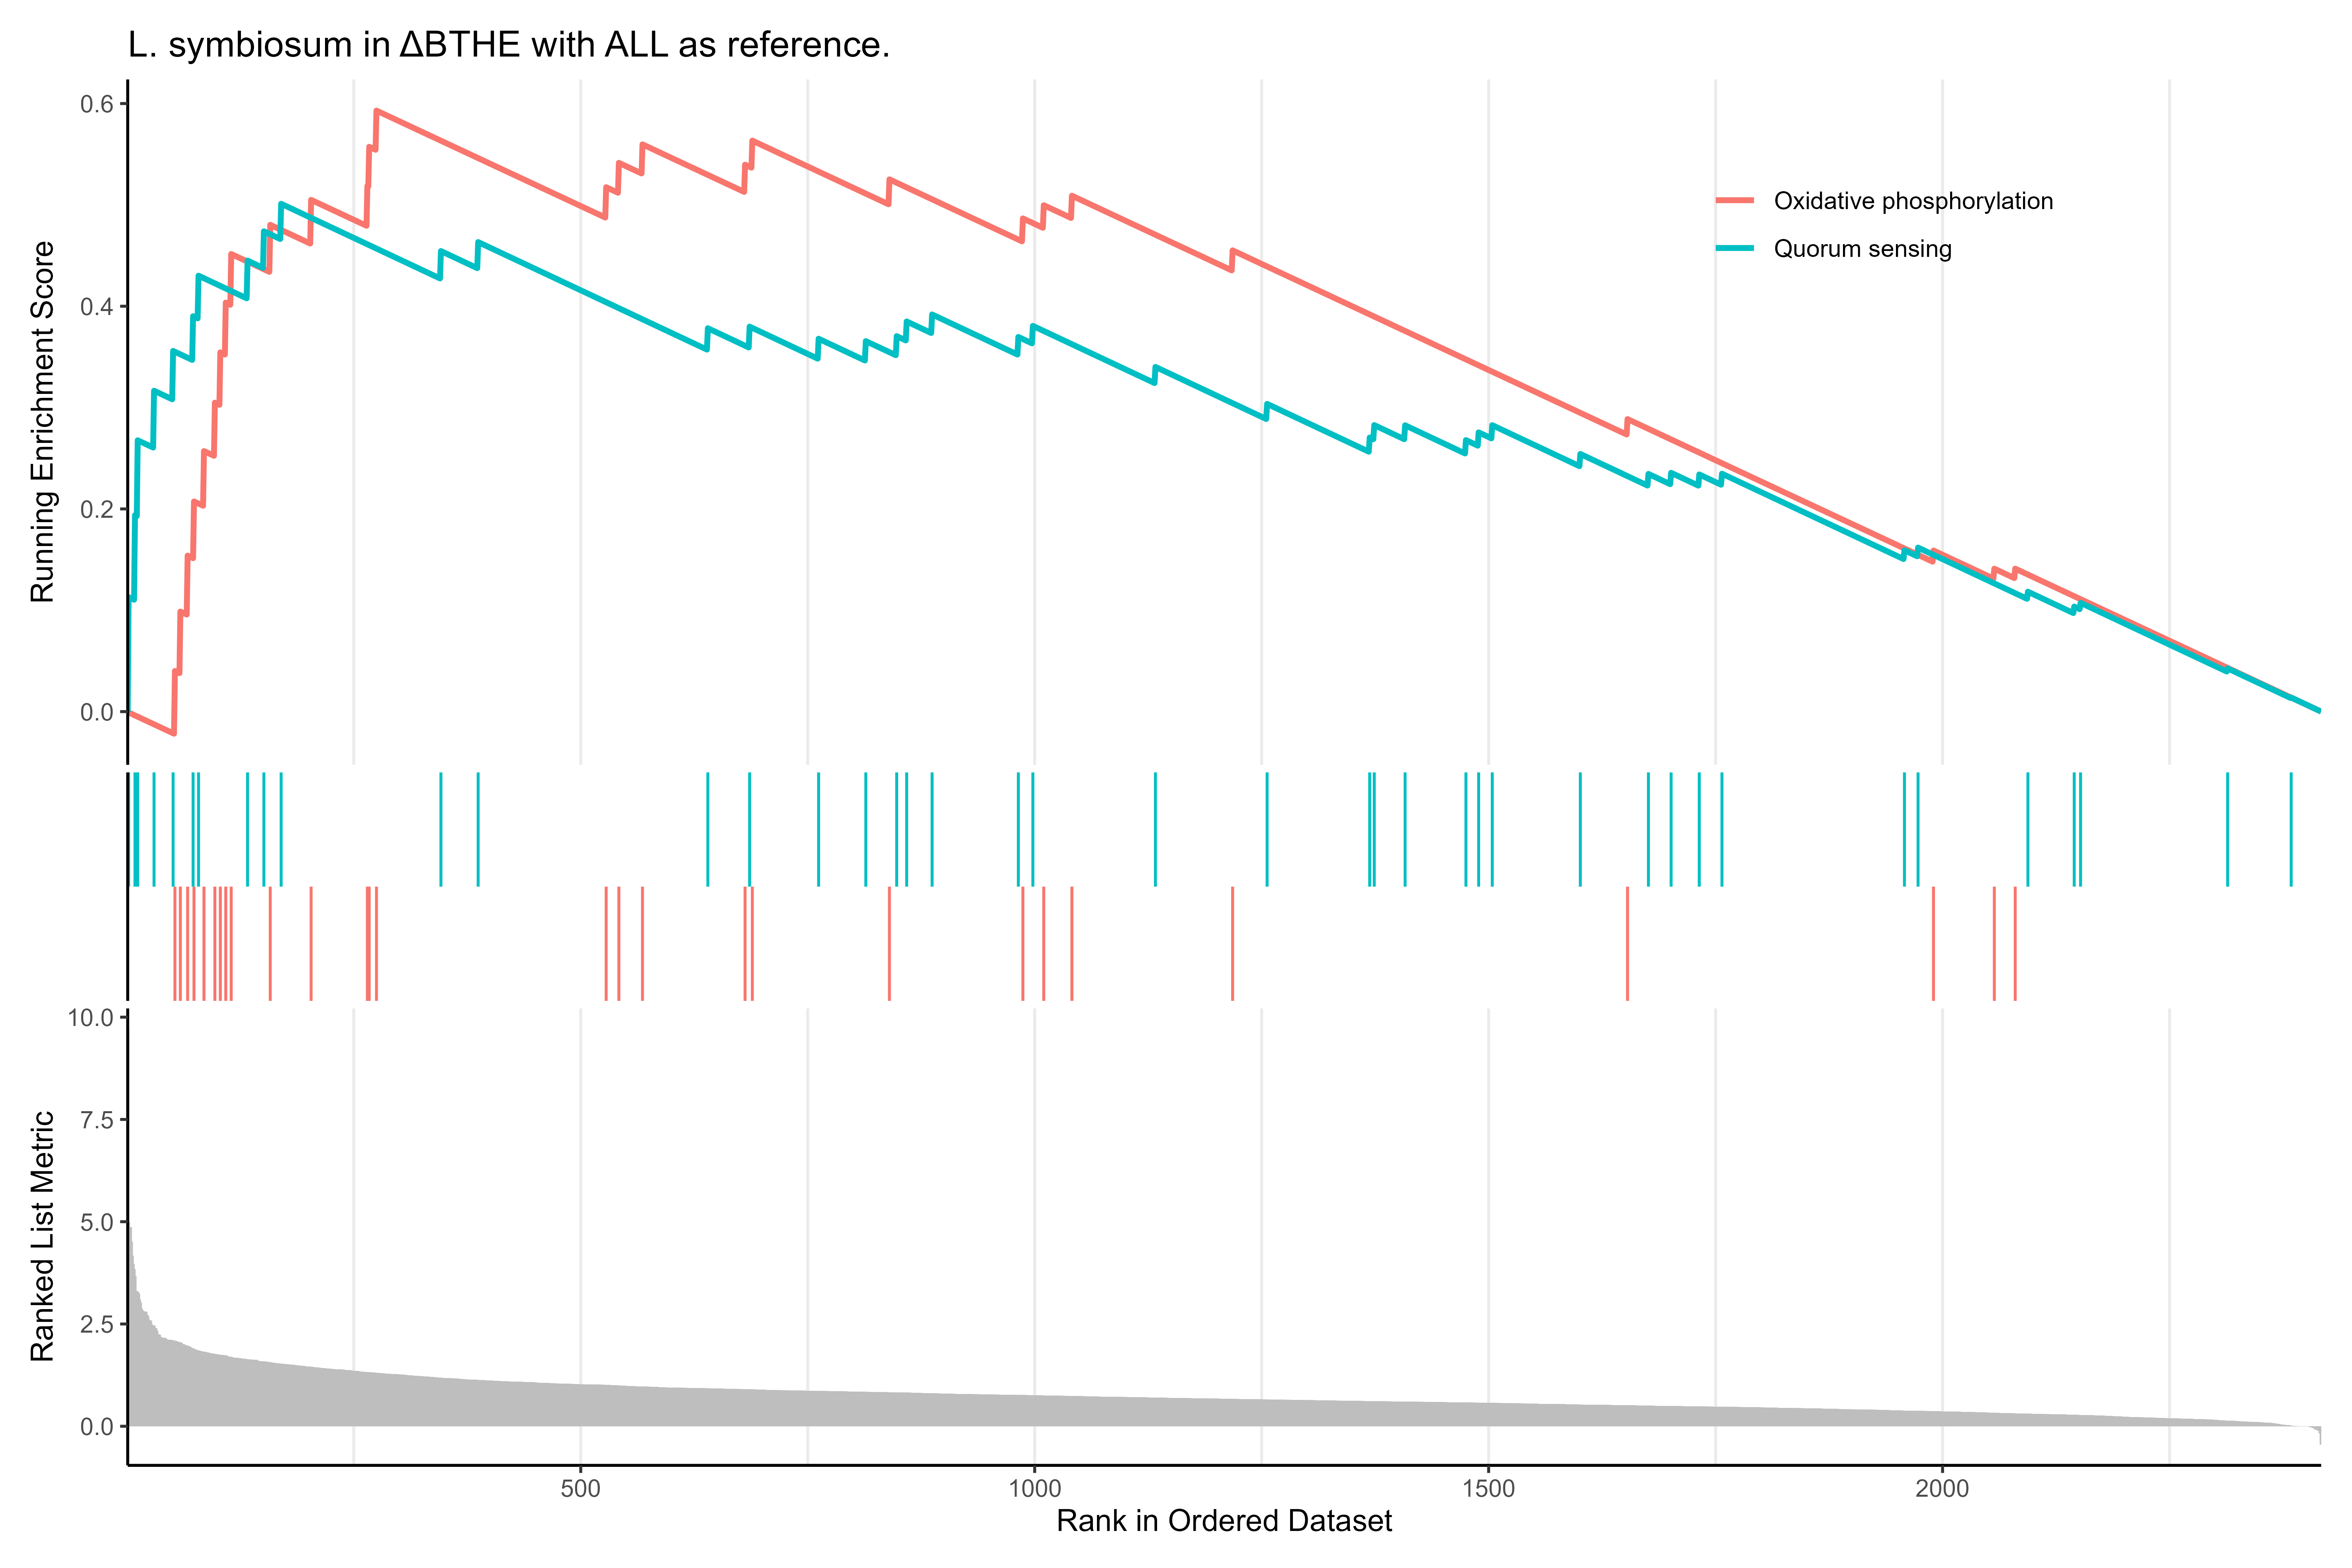 L. symbiosum in ΔBTHE with ALL as reference.
Running Enrichment Score
0.6
0.4
0.2
0.0
Oxidative phosphorylation
Quorum sensing
Ranked List Metric
10.0
7.5
5.0
2.5
0.0
500 1000 1500 2000
Rank in Ordered Dataset